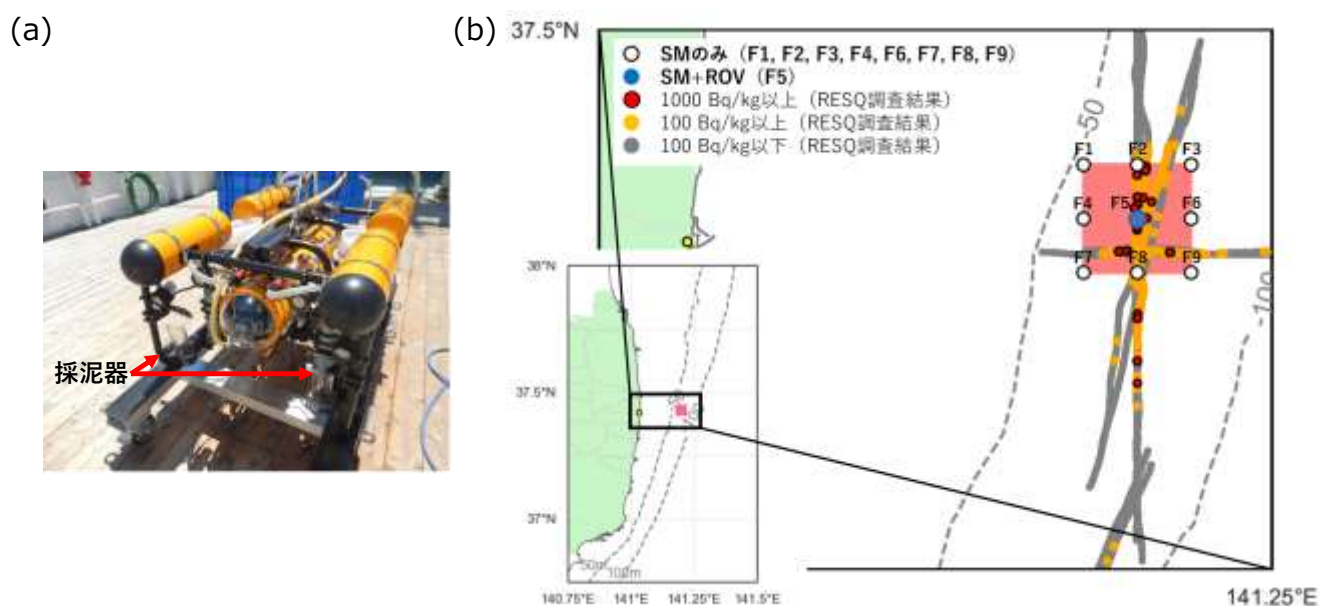 (a)
採泥器
(b)
37.5°N
SMのみ（F1, F2, F3, F4, F6, F7, F8, F9）
SM+ROV（F5）
1000 Bq/kg以上（RESQ調査結果）
100 Bq/kg以上（RESQ調査結果）
100 Bq/kg以下（RESQ調査結果）
-50
F1
F2
F3
F4
F5
F6
F7
F8
F9
-100
38°N
37.5°N
37°N
50m
100m
140.75°E
141°E
141.25°E
141.5°E
141.25°E